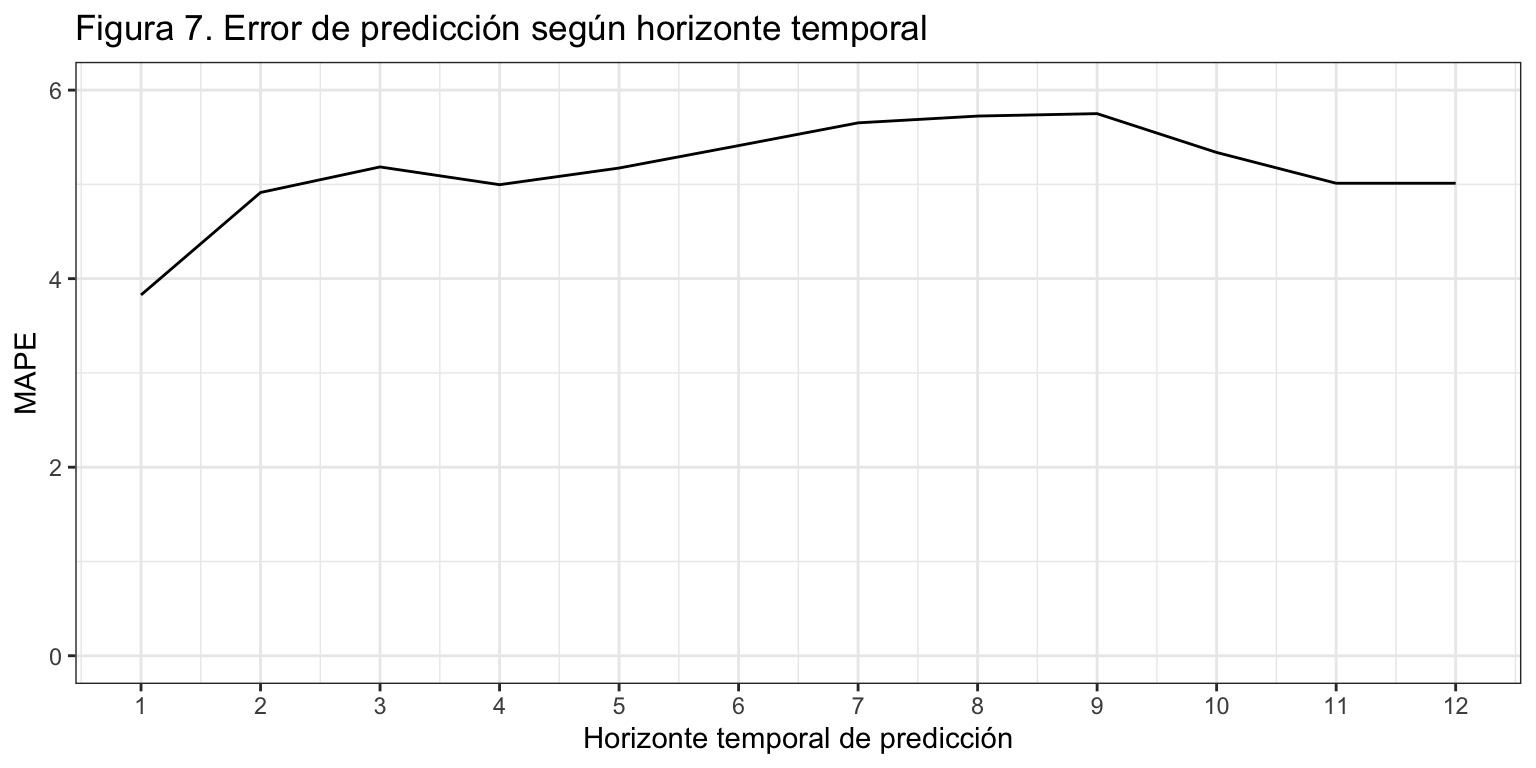 Figura 7. Error de predicción según horizonte temporal
6
4
2
0
MAPE
1 2 3 4 5 6 7 8 9 10 11 12
Horizonte temporal de predicción